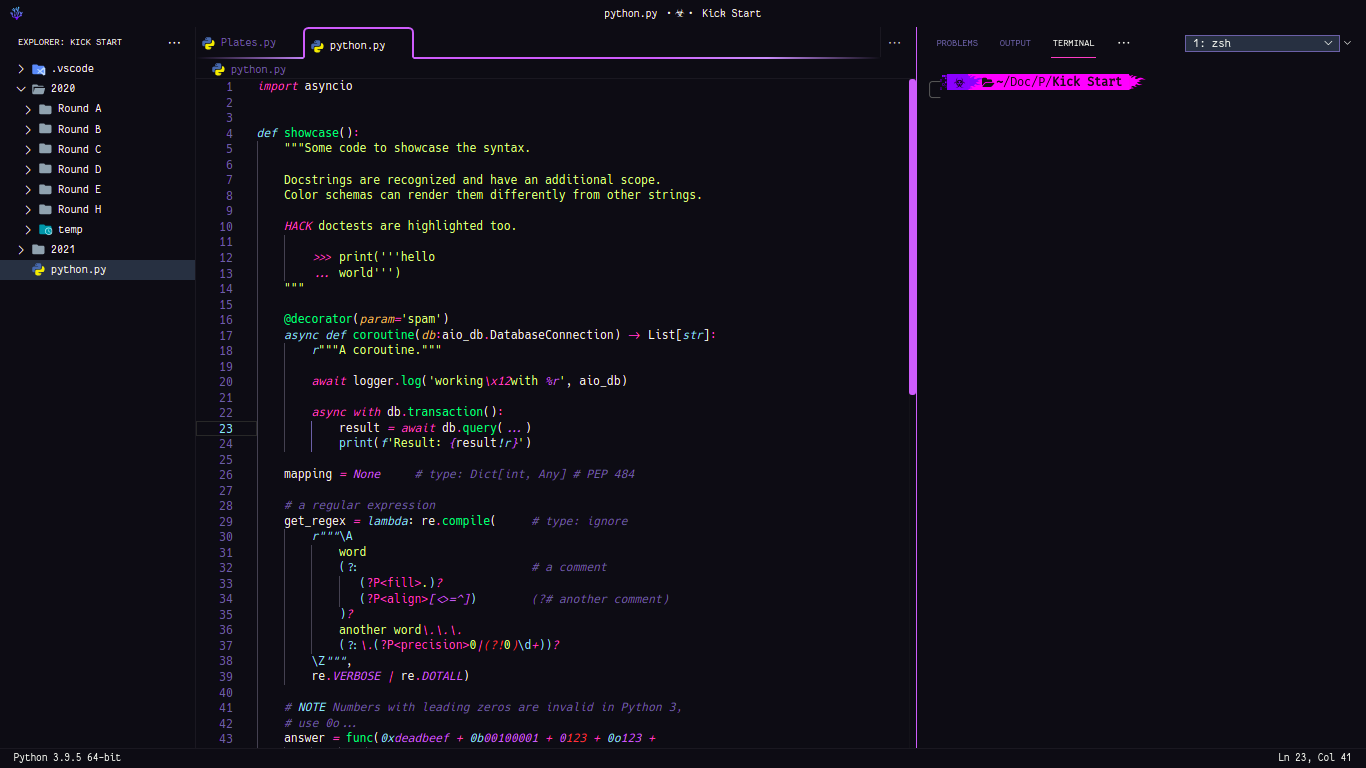 python.py • ☣ • Kick Start
EXPLORER: KICK START ···
.vscode
2020
Round A
Round B
Round C
Round D
Round E
Round H
temp
2021
python.py
Plates.py
python.py
···
python.py
1 import asyncio
2
3
4 def showcase():
5 """Some code to showcase the syntax.
6
7 Docstrings are recognized and have an additional scope.
8 Color schemas can render them differently from other strings.
9
10 HACK doctests are highlighted too.
11
12 >>> print('''hello
13 ... world''')
14 """
15
16 @decorator(param='spam')
17 async def coroutine(db:aio_db.DatabaseConnection) -> List[str]:
18 r"""A coroutine."""
19
20 await logger.log('working\x12with %r', aio_db)
21
22 async with db.transaction():
23 result = await db.query(...)
24 print(f'Result: {result!r}')
25
26 mapping = None # type: Dict[int, Any] # PEP 484
27
28 # a regular expression
29 get_regex = lambda: re.compile( # type: ignore
30 r"""\A
31 word
32 (?: # a comment
33 (?P<fill>.)?
34 (?P<align>[<>=^]) (?# another comment)
35 )?
36 another word\.\.\.
37 (?:\.(?P<precision>0|(?!0)\d+))?
38 \Z""",
39 re.VERBOSE | re.DOTALL)
40
41 # NOTE Numbers with leading zeros are invalid in Python 3,
42 # use 0o...
43 answer = func(0xdeadbeef + 0b00100001 + 0123 + 0o123 +
PROBLEMS OUTPUT TERMINAL ··· 1: zsh
~/Doc/P/Kick Start
Python 3.9.5 64-bit
Ln 23, Col 41